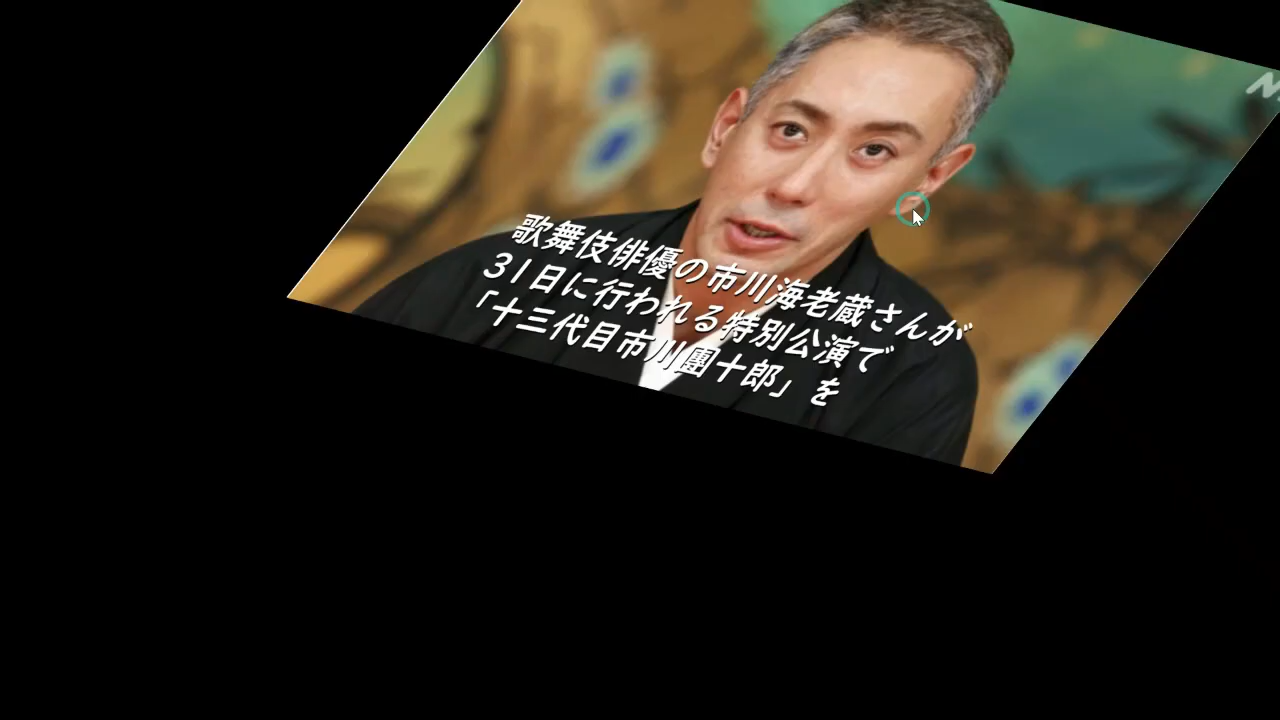 歌舞伎俳優の市川海老蔵さんが
31日に行われる特別公演で
「十三代目市川團十郎」を